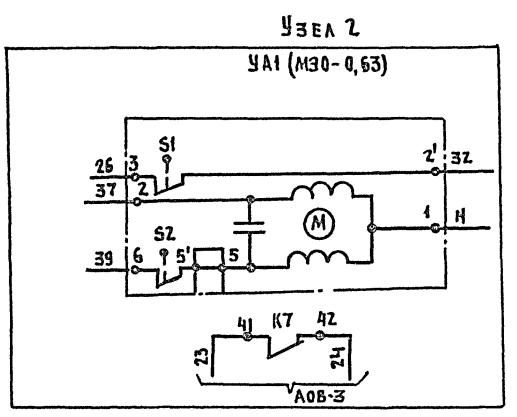 УЗЕЛ 2
УА1 (МЭО-0,63)
S1
26 3 2' 32
37 2
М
1 Н
S2
39 6 5' 5
41 К7 42
23 24
АОВ-3